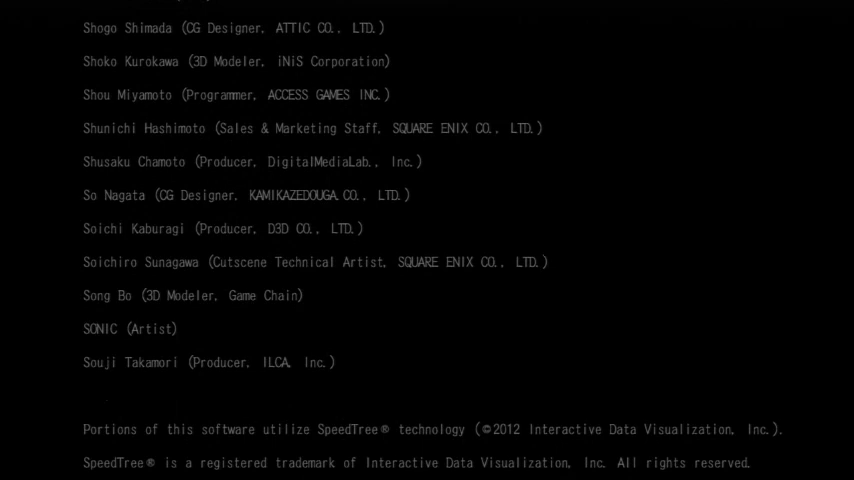 Shogo Shimada (CG Designer, ATTIC CO., LTD.)
Shoko Kurokawa (3D Modeler, iNiS Corporation)
Shou Miyamoto (Programmer, ACCESS GAMES INC.)
Shunichi Hashimoto (Sales & Marketing Staff, SQUARE ENIX CO., LTD.)
Shusaku Chamoto (Producer, DigitalMediaLab., Inc.)
So Nagata (CG Designer, KAMIKAZEDOUGA.CO., LTD.)
Soichi Kaburagi (Producer, D3D CO., LTD.)
Soichiro Sunagawa (Cutscene Technical Artist, SQUARE ENIX CO., LTD.)
Song Bo (3D Modeler, Game Chain)
SONIC (Artist)
Souji Takamori (Producer, ILCA, Inc.)
Portions of this software utilize SpeedTree® technology (©2012 Interactive Data Visualization, Inc.).
SpeedTree® is a registered trademark of Interactive Data Visualization, Inc. All rights reserved.